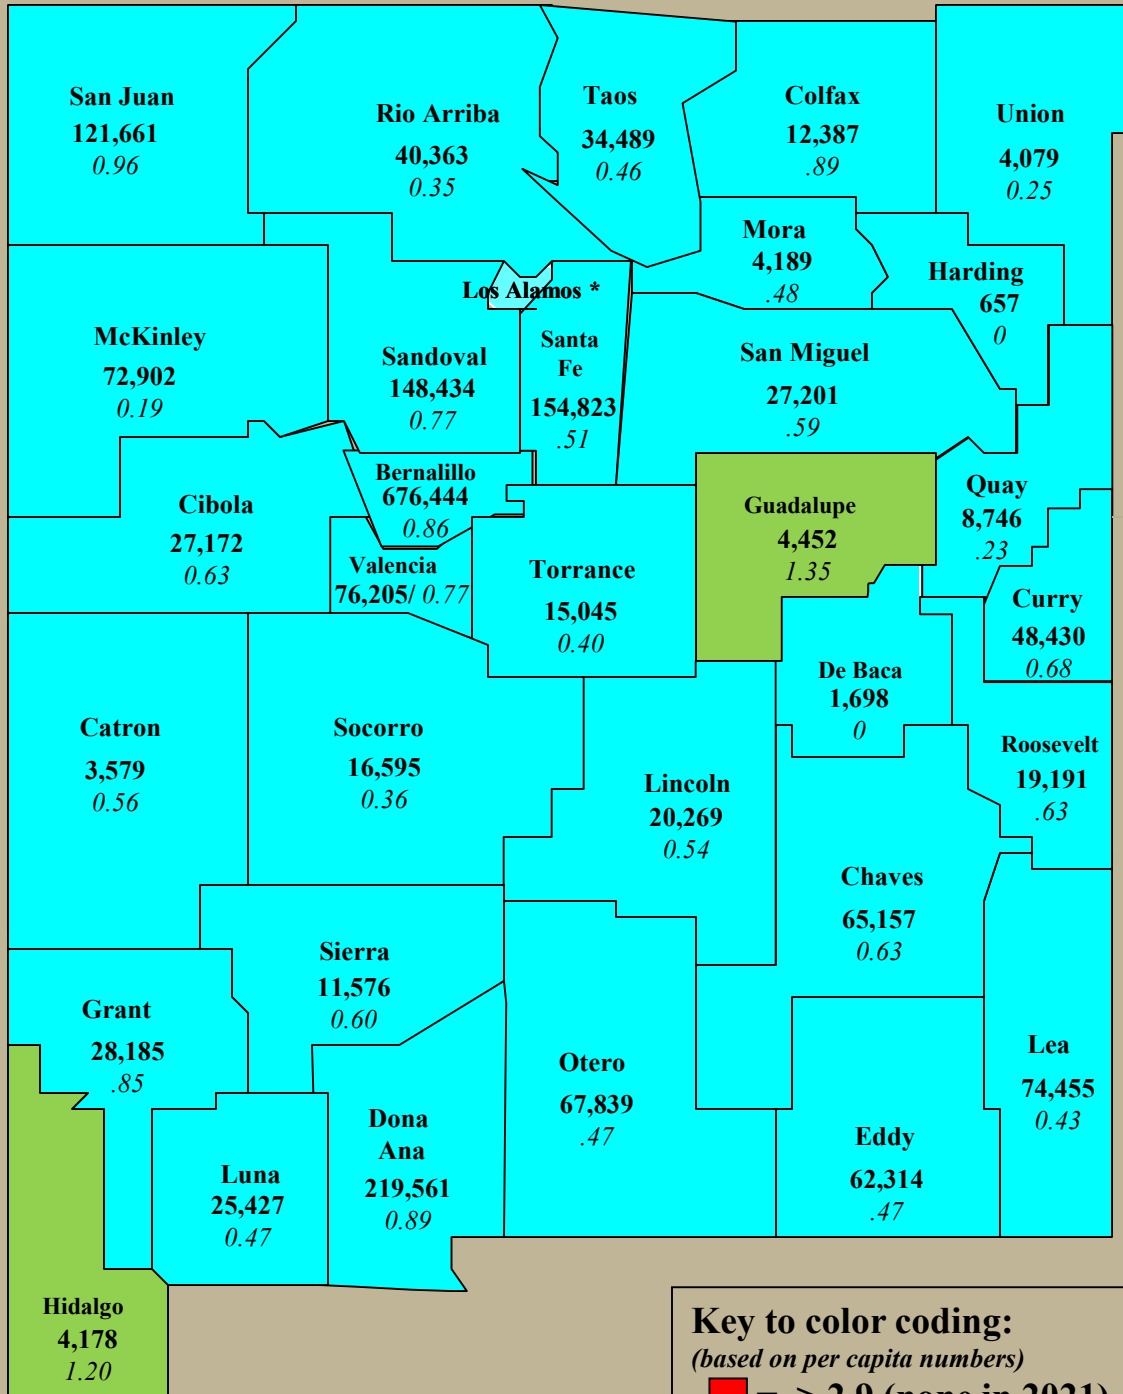 San Juan
121,661
0.96
Rio Arriba
40,363
0.35
Taos
34,489
0.46
Colfax
12,387
.89
Union
4,079
0.25
Mora
4,189
.48
Harding
657
0
Los Alamos *
McKinley
72,902
0.19
Sandoval
148,434
0.77
Santa
Fe
154,823
.51
San Miguel
27,201
.59
Bernalillo
676,444
0.86
Cibola
27,172
0.63
Valencia
76,205/ 0.77
Torrance
15,045
0.40
Guadalupe
4,452
1.35
Quay
8,746
.23
Curry
48,430
0.68
De Baca
1,698
0
Roosevelt
19,191
.63
Catron
3,579
0.56
Socorro
16,595
0.36
Lincoln
20,269
0.54
Chaves
65,157
0.63
Sierra
11,576
0.60
Grant
28,185
.85
Otero
67,839
.47
Lea
74,455
0.43
Eddy
62,314
.47
Dona
Ana
219,561
0.89
Luna
25,427
0.47
Hidalgo
4,178
1.20
Key to color coding:
(based on per capita numbers)
= > 2.9 (none in 2021)